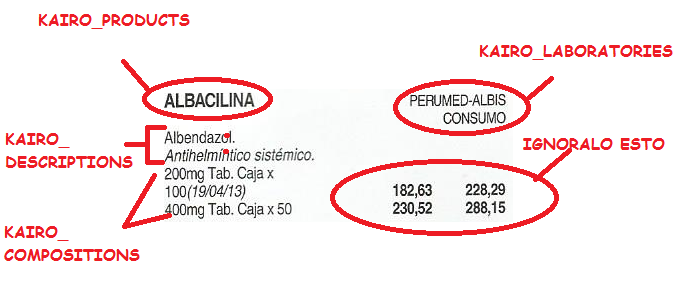 KAIRO_PRODUCTS
KAIRO_LABORATORIES
ALBACILINA
PERUMED-ALBIS
CONSUMO
KAIRO_
DESCRIPTIONS
Albendazol.
Antihelmíntico sistémico.
IGNORALO ESTO
200mg Tab. Caja x
100(19/04/13) 182,63 228,29
400mg Tab. Caja x 50 230,52 288,15
KAIRO_
COMPOSITIONS